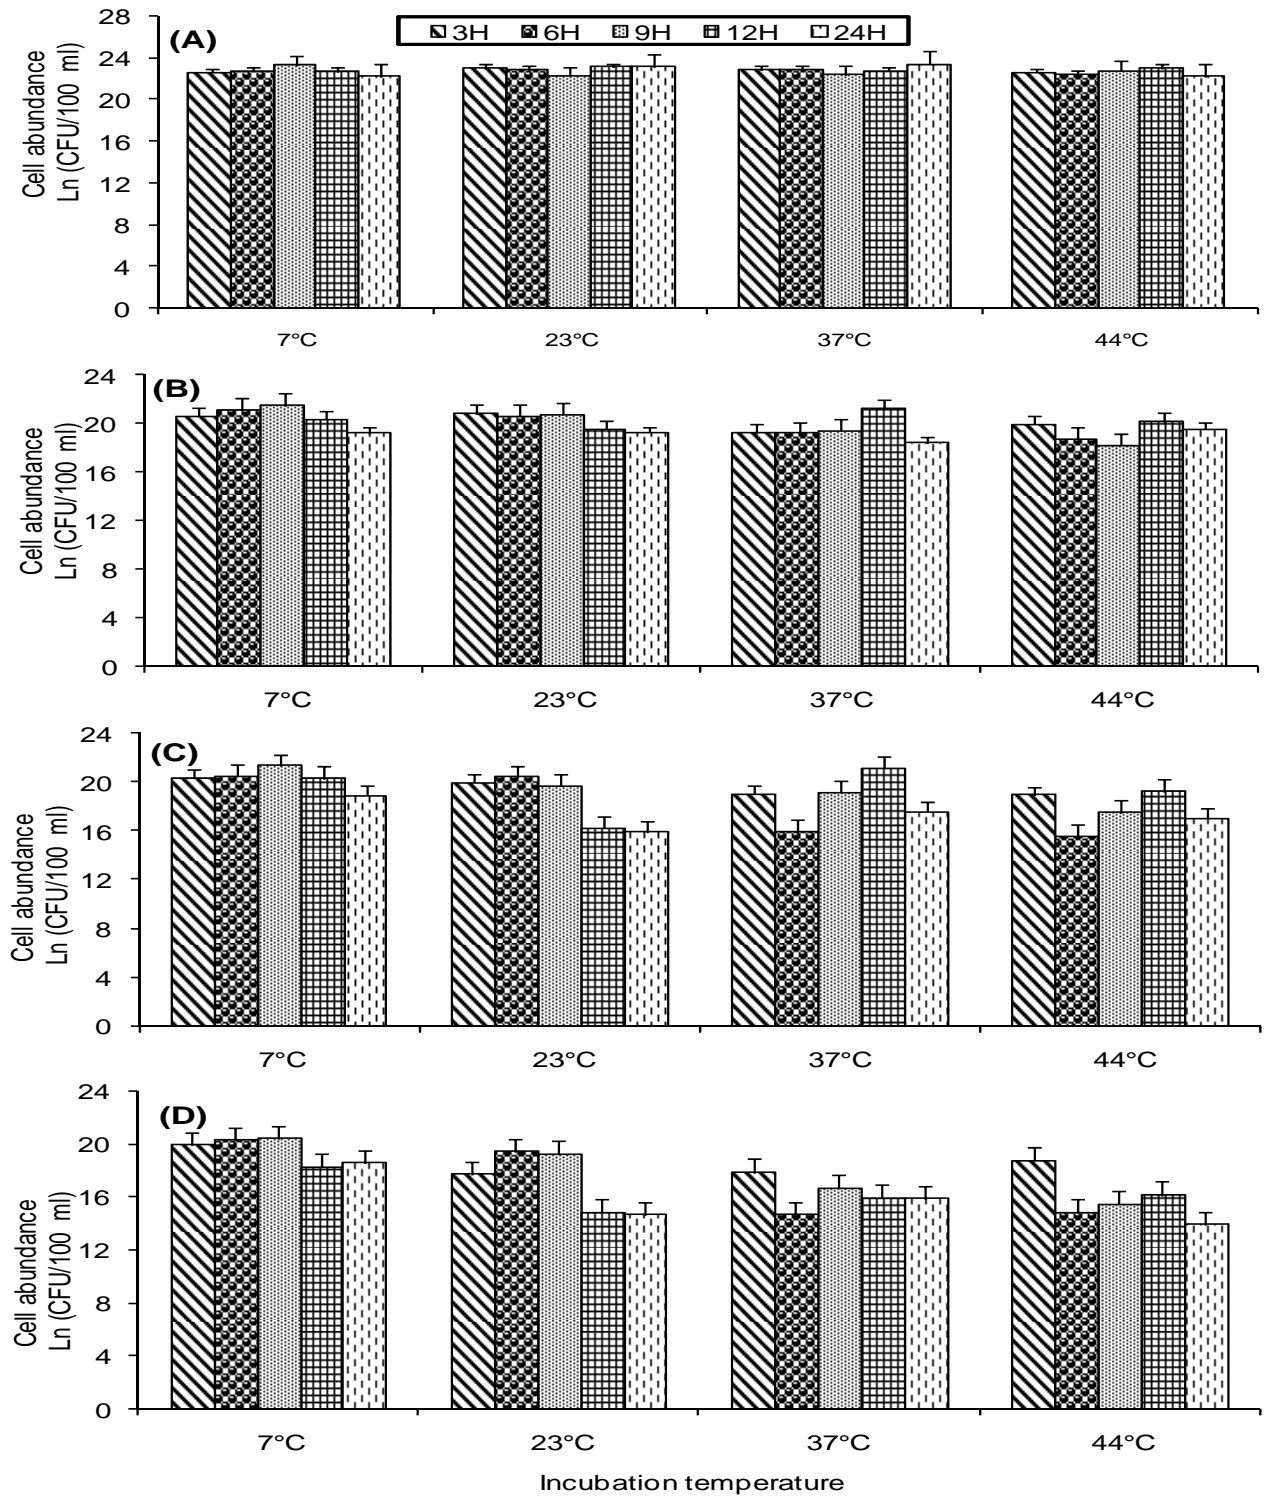 28
24
20
16
12
8
4
0
(A)
3H 6H 9H 12H 24H
Cell abundance
Ln (CFU/100 ml)
7°C 23°C 37°C 44°C
24
20
16
12
8
4
0
(B)
Cell abundance
Ln (CFU/100 ml)
7°C 23°C 37°C 44°C
24
20
16
12
8
4
0
(C)
Cell abundance
Ln (CFU/100 ml)
7°C 23°C 37°C 44°C
24
20
16
12
8
4
0
(D)
Cell abundance
Ln (CFU/100 ml)
7°C 23°C 37°C 44°C
Incubation temperature